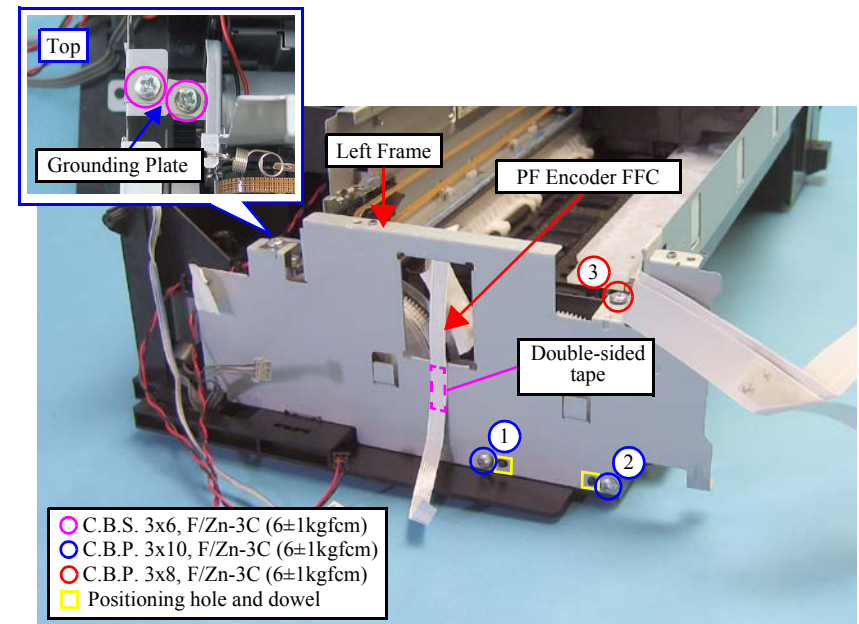 Top
Grounding Plate
Left Frame
PF Encoder FFC
3
Double-sided
tape
1
2
C.B.S. 3x6, F/Zn-3C (6±1kgfcm)
C.B.P. 3x10, F/Zn-3C (6±1kgfcm)
C.B.P. 3x8, F/Zn-3C (6±1kgfcm)
Positioning hole and dowel